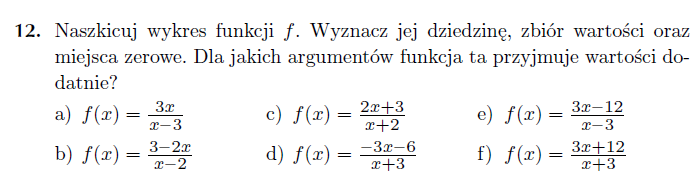 12. Naszkicuj wykres funkcji f. Wyznacz jej dziedzinę, zbiór wartości oraz
miejsca zerowe. Dla jakich argumentów funkcja ta przyjmuje wartości do-
datnie?
a) f(x) = \frac{3x}{x-3} c) f(x) = \frac{2x+3}{x+2} e) f(x) = \frac{3x-12}{x-3}
b) f(x) = \frac{3-2x}{x-2} d) f(x) = \frac{-3x-6}{x+3} f) f(x) = \frac{3x+12}{x+3}